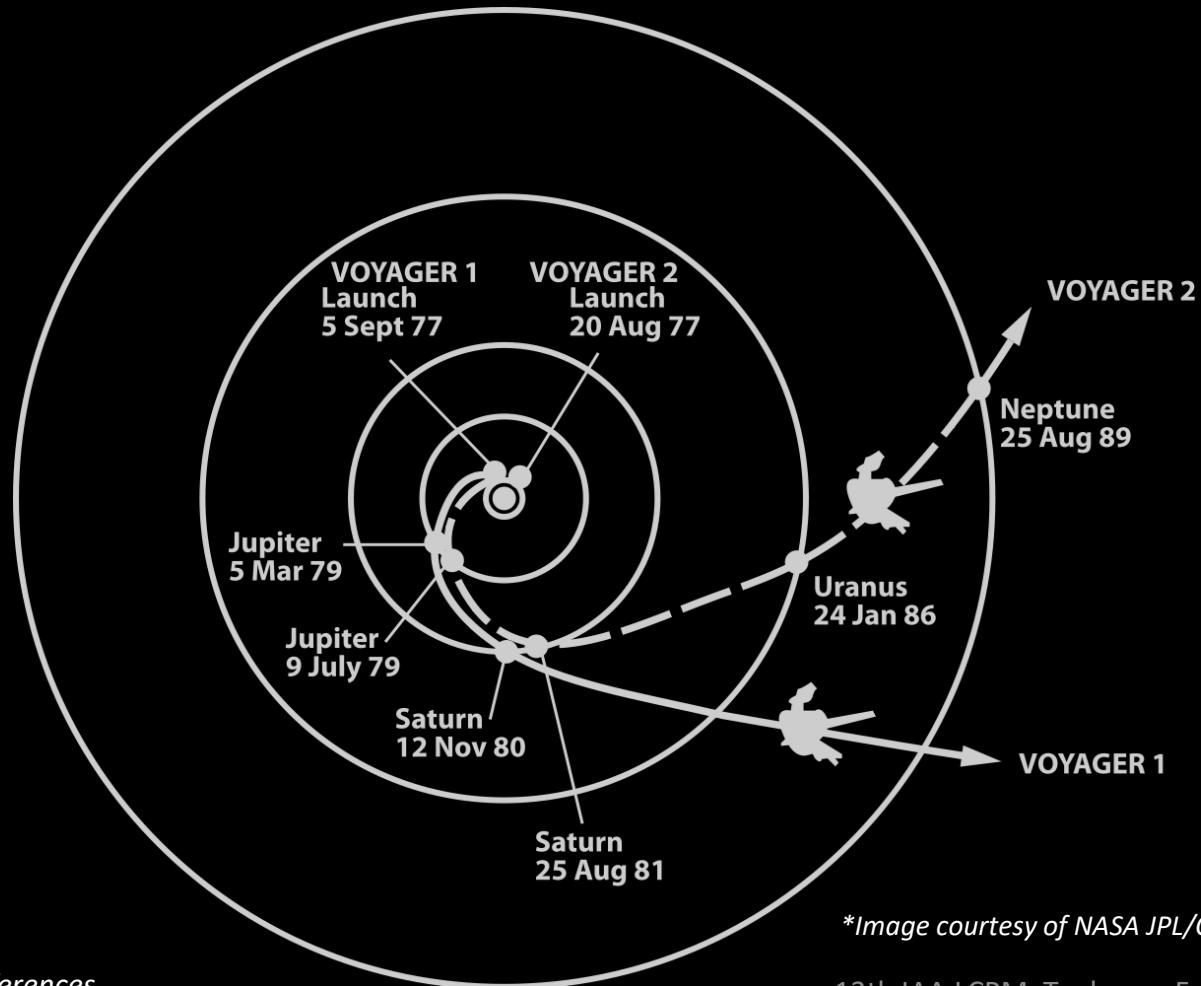 VOYAGER 1
Launch
5 Sept 77
VOYAGER 2
Launch
20 Aug 77
VOYAGER 2
Neptune
25 Aug 89
Jupiter
5 Mar 79
Uranus
24 Jan 86
Jupiter
9 July 79
Saturn
12 Nov 80
VOYAGER 1
Saturn
25 Aug 81
*Image courtesy of NASA JPL/